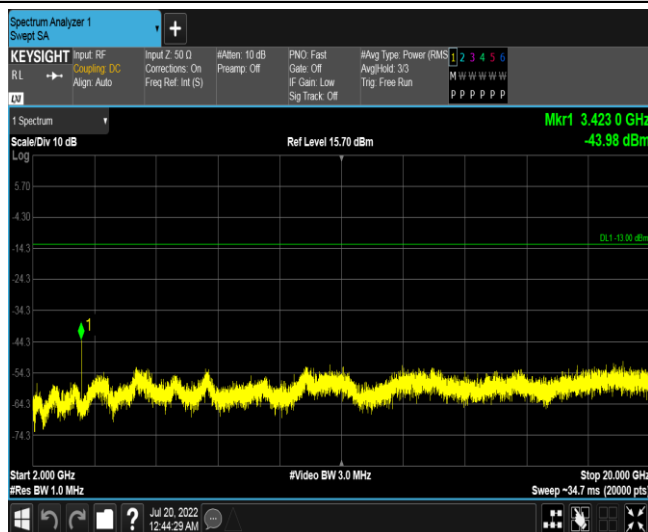 Spectrum Analyzer 1
Swept SA
+
KEYSIGHT
RL
LXI
Input: RF
Coupling: DC
Align: Auto
Input Z: 50 Ω
Corrections: On
Freq Ref: Int (S)
#Atten: 10 dB
Preamp: Off
PNO: Fast
Gate: Off
IF Gain: Low
Sig Track: Off
#Avg Type: Power (RMS
Avg|Hold: 3/3
Trig: Free Run
1 2 3 4 5 6
M W W W W W
P P P P P P
1 Spectrum
Mkr1 3.423 0 GHz
Scale/Div 10 dB
Ref Level 15.70 dBm
-43.98 dBm
Log
5.70
-4.30
DL1 -13.00 dBm
-14.3
-24.3
-34.3
1
-44.3
-54.3
-64.3
-74.3
Start 2.000 GHz
#Video BW 3.0 MHz
Stop 20.000 GHz
#Res BW 1.0 MHz
Sweep ~34.7 ms (20000 pts)
?
Jul 20, 2022
12:44:29 AM